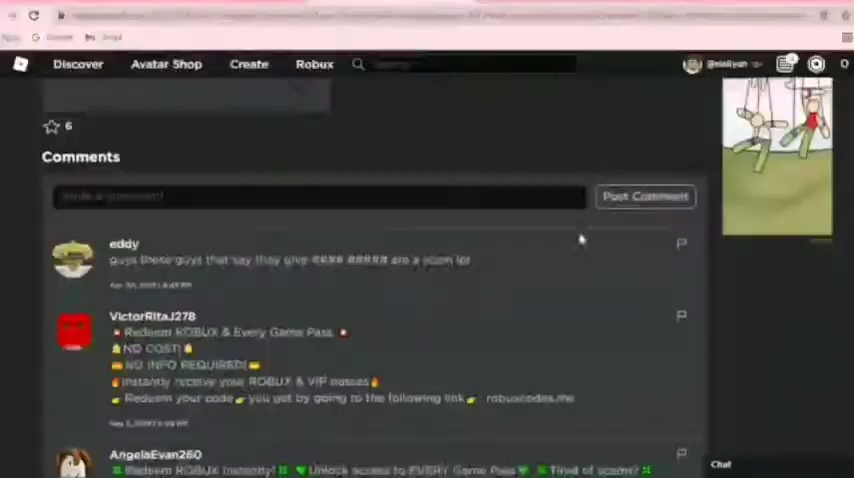 Discover Avatar Shop Create Robux
6
Comments
Write a comment!
Post Comment
eddy
guys these guys that say they give #### ##### are a scam lol
VictorRitaJ278
Redeem ROBUX & Every Game Pass
NO COST!
NO INFO REQUIRED!
Instantly receive your ROBUX & VIP passes
Redeem your code you get by going to the following link robuxcodes.me
AngelaEvan260
Redeem ROBUX Instantly! Unlock access to EVERY Game Pass Tired of scams?
Chat